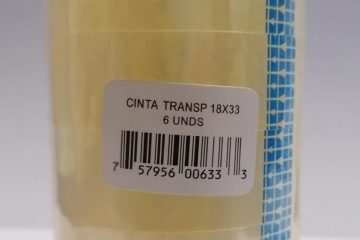 CINTA TRANSP 18X33
6 UNDS
7 57956 00633 3